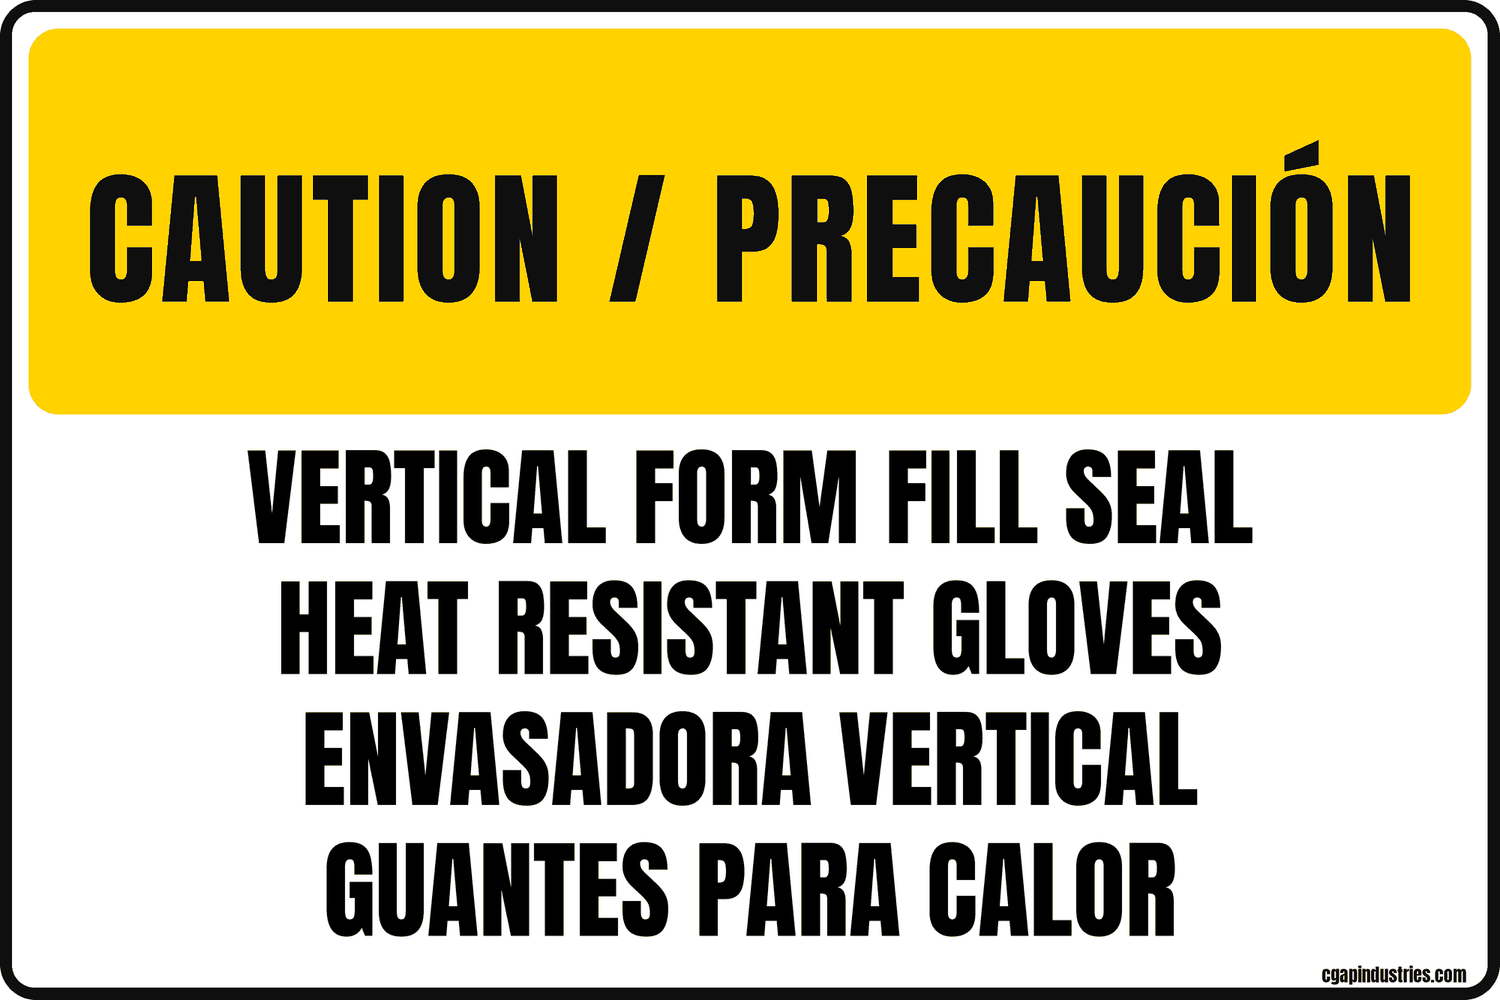 CAUTION / PRECAUCIÓN
VERTICAL FORM FILL SEAL
HEAT RESISTANT GLOVES
ENVASADORA VERTICAL
GUANTES PARA CALOR
cgapindustries.com